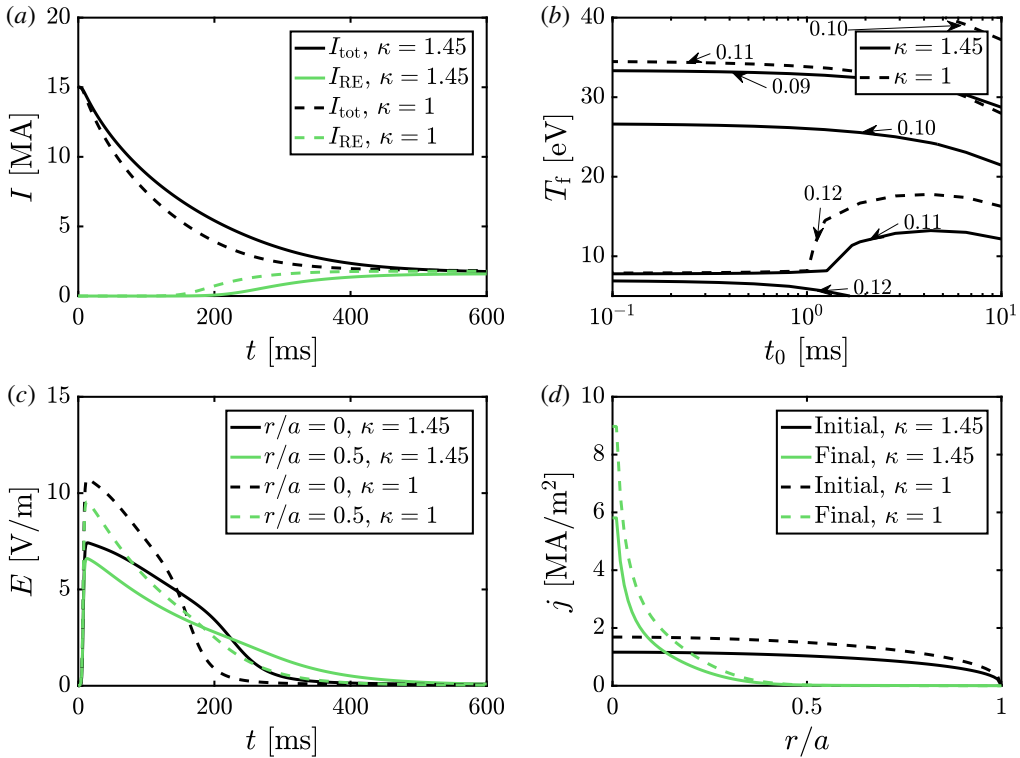 (a)
20
15
10
5
0
I [MA]
I_tot, κ = 1.45
I_RE, κ = 1.45
I_tot, κ = 1
I_RE, κ = 1
0 200 400 600
t [ms]
(b)
40
30
20
10
T_f [eV]
0.10
κ = 1.45
κ = 1
0.11
0.09
0.10
0.12
0.11
0.12
10^-1 10^0 10^1
t_0 [ms]
(c)
15
10
5
0
E [V/m]
r/a = 0, κ = 1.45
r/a = 0.5, κ = 1.45
r/a = 0, κ = 1
r/a = 0.5, κ = 1
0 200 400 600
t [ms]
(d)
10
8
6
4
2
0
j [MA/m²]
Initial, κ = 1.45
Final, κ = 1.45
Initial, κ = 1
Final, κ = 1
0 0.5 1
r/a